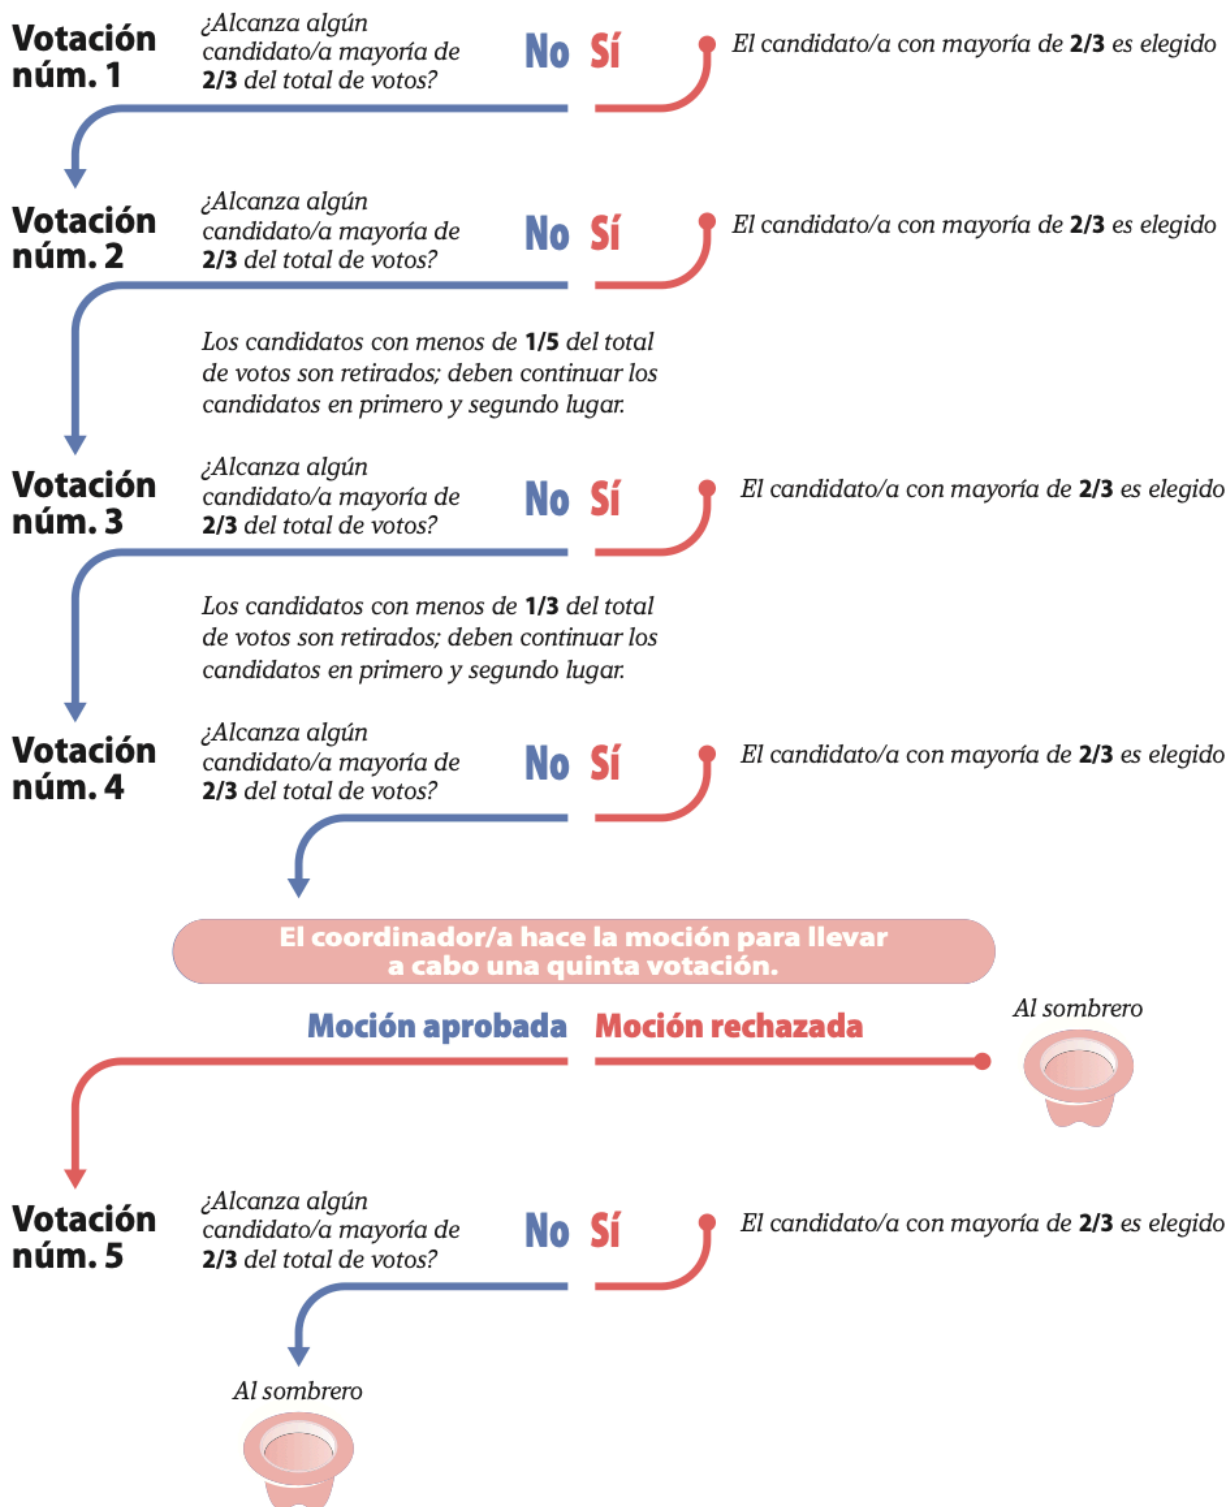 Votación
núm. 1
¿Alcanza algún
candidato/a mayoría de
2/3 del total de votos?
No Sí
El candidato/a con mayoría de 2/3 es elegido
Votación
núm. 2
¿Alcanza algún
candidato/a mayoría de
2/3 del total de votos?
No Sí
El candidato/a con mayoría de 2/3 es elegido
Los candidatos con menos de 1/5 del total
de votos son retirados; deben continuar los
candidatos en primero y segundo lugar.
Votación
núm. 3
¿Alcanza algún
candidato/a mayoría de
2/3 del total de votos?
No Sí
El candidato/a con mayoría de 2/3 es elegido
Los candidatos con menos de 1/3 del total
de votos son retirados; deben continuar los
candidatos en primero y segundo lugar.
Votación
núm. 4
¿Alcanza algún
candidato/a mayoría de
2/3 del total de votos?
No Sí
El candidato/a con mayoría de 2/3 es elegido
El coordinador/a hace la moción para llevar
a cabo una quinta votación.
Moción aprobada Moción rechazada
Al sombrero
Votación
núm. 5
¿Alcanza algún
candidato/a mayoría de
2/3 del total de votos?
No Sí
El candidato/a con mayoría de 2/3 es elegido
Al sombrero